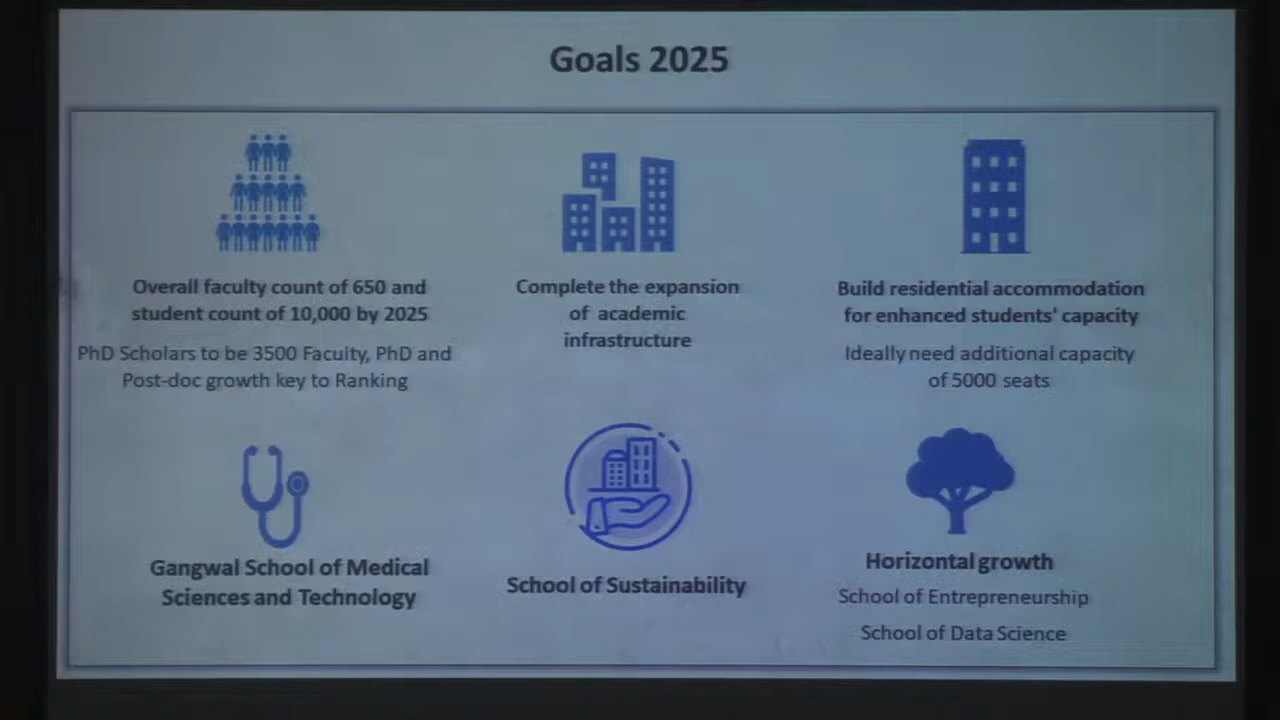 Goals 2025
Overall faculty count of 650 and
student count of 10,000 by 2025
PhD Scholars to be 3500 Faculty, PhD and
Post-doc growth key to Ranking
Complete the expansion
of academic
infrastructure
Build residential accommodation
for enhanced students' capacity
Ideally need additional capacity
of 5000 seats
Gangwal School of Medical
Sciences and Technology
School of Sustainability
Horizontal growth
School of Entrepreneurship
School of Data Science